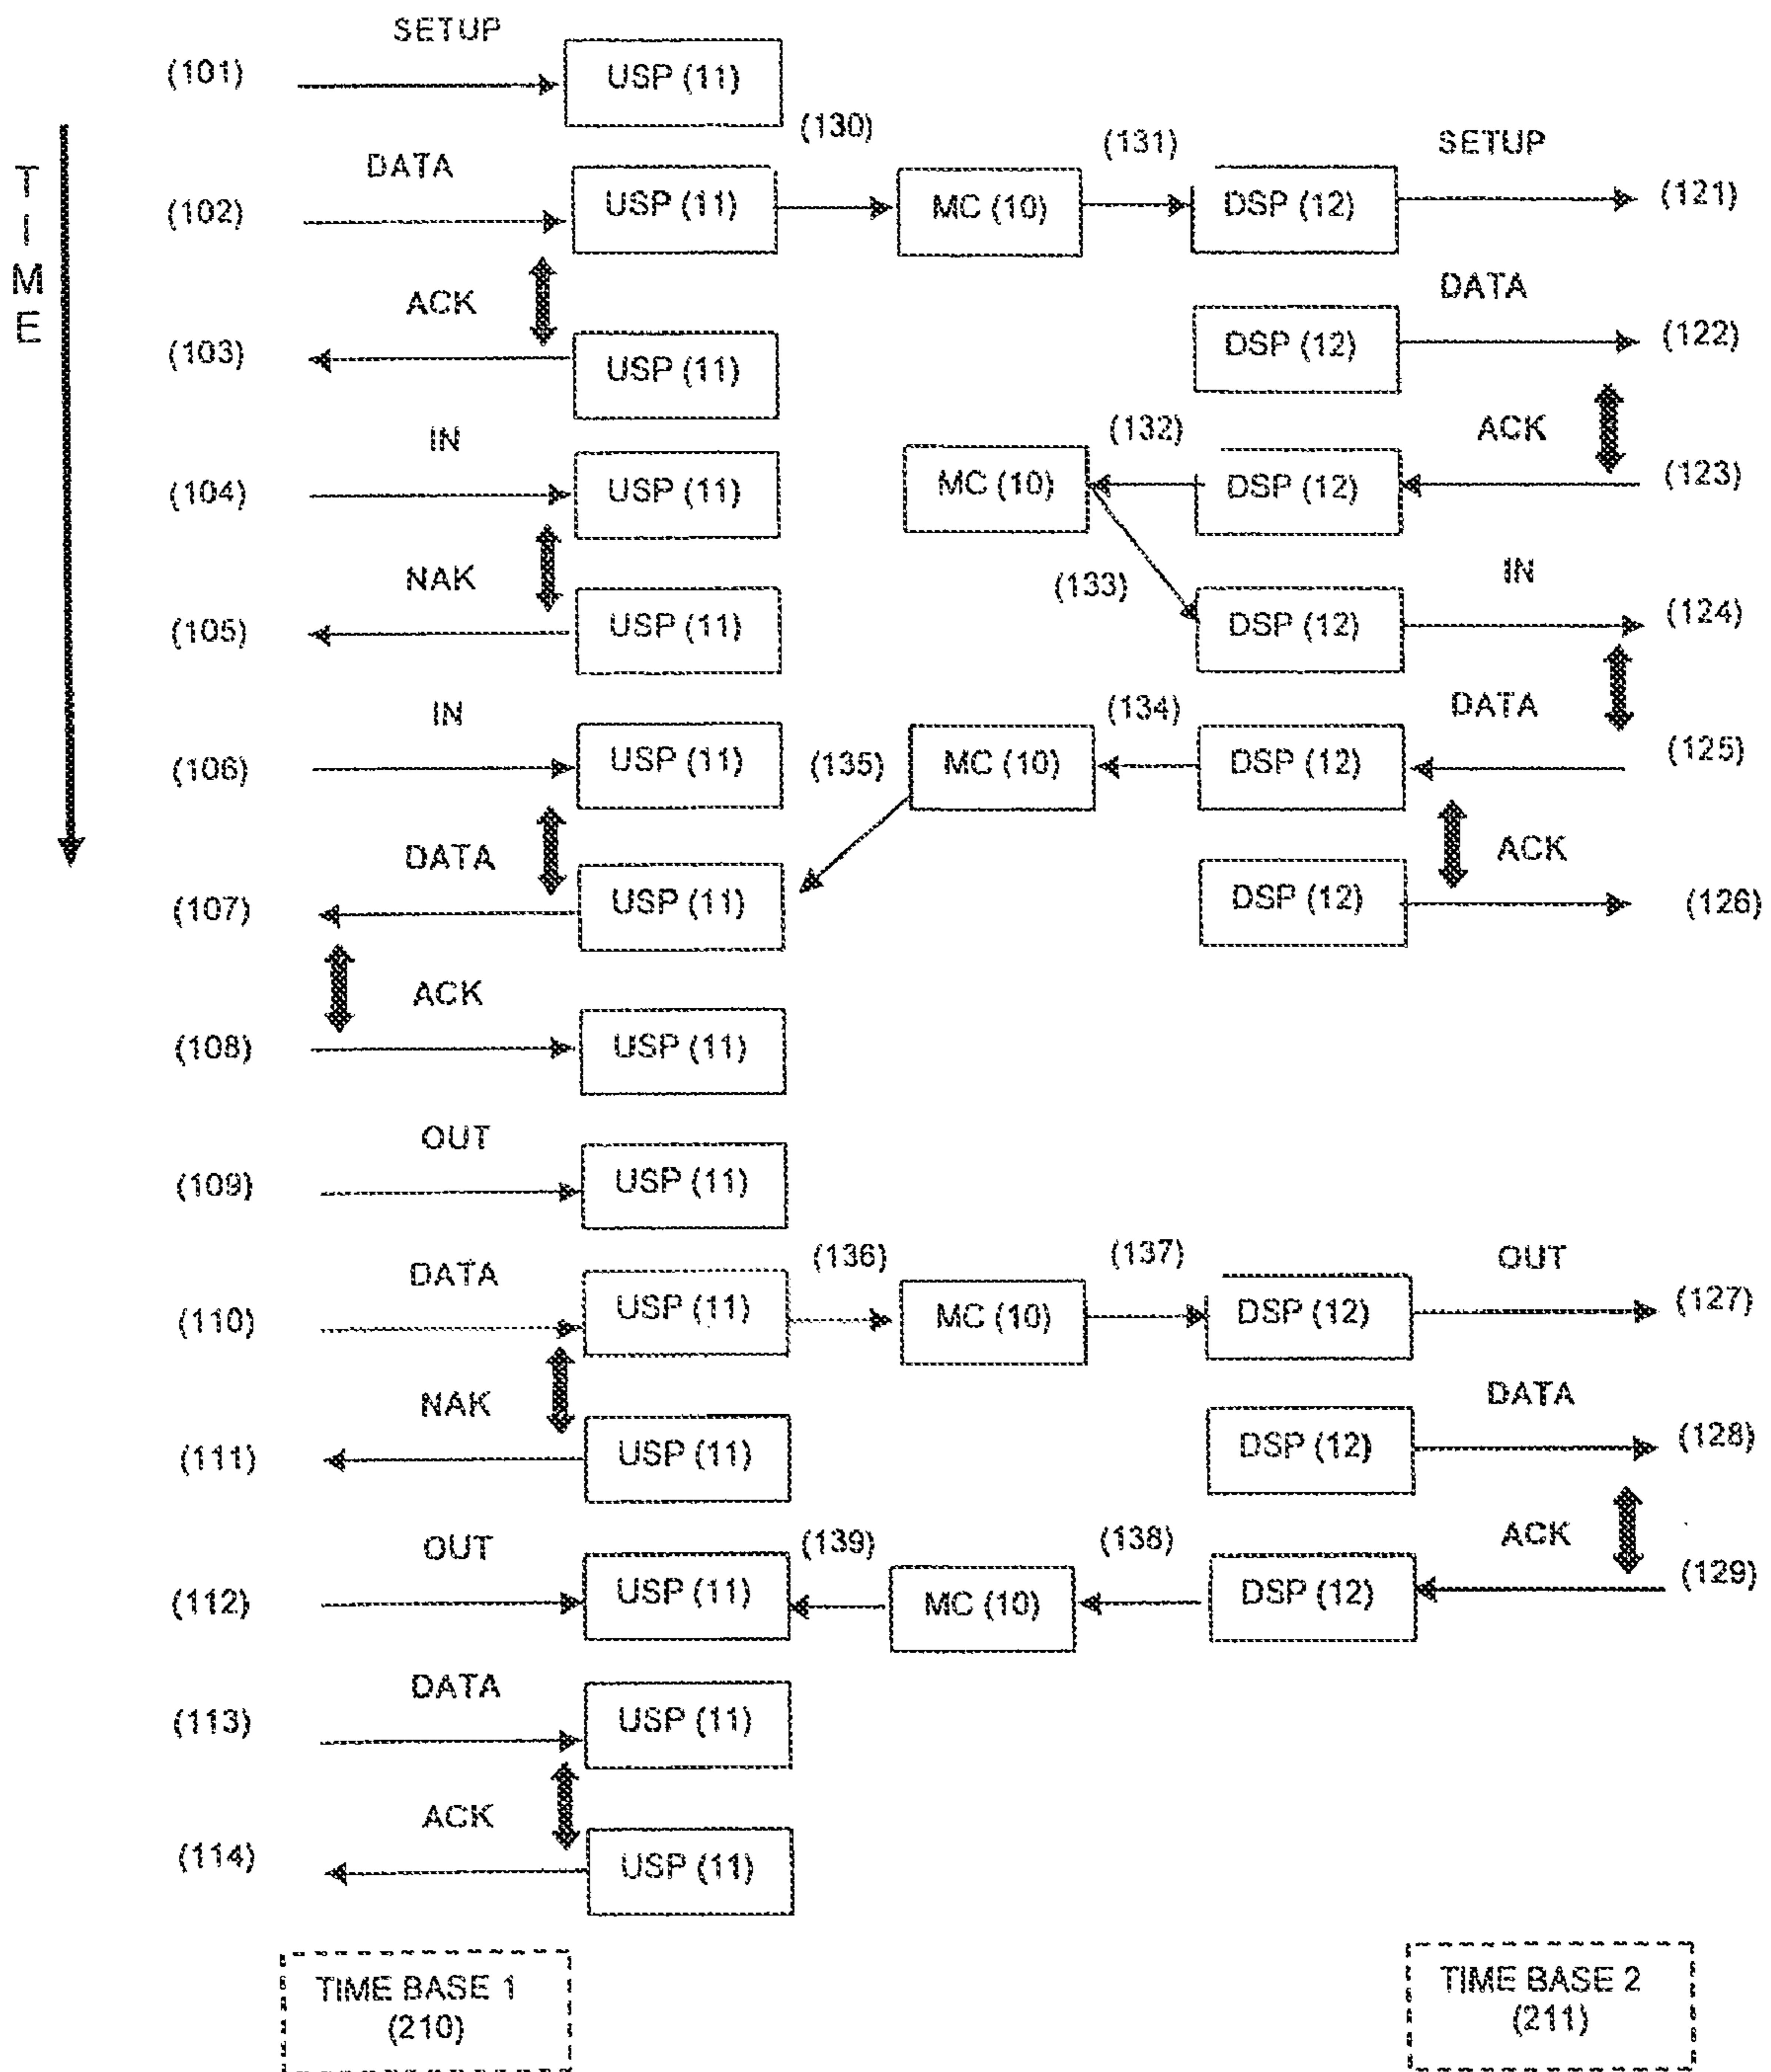 SETUP
(101) USP (11)
(130) (131) SETUP
DATA
(102) USP (11) MC (10) DSP (12) (121)
TIME
ACK DATA
(103) USP (11) DSP (12) (122)
IN (132) ACK
(104) USP (11) MC (10) DSP (12) (123)
NAK (133) IN
(105) USP (11) DSP (12) (124)
IN (134) DATA
(106) USP (11) (135) MC (10) DSP (12) (125)
DATA ACK
(107) USP (11) DSP (12) (126)
ACK
(108) USP (11)
OUT
(109) USP (11)
DATA (136) (137) OUT
(110) USP (11) MC (10) DSP (12) (127)
NAK DATA
(111) USP (11) DSP (12) (128)
OUT (139) (138) ACK
(112) USP (11) MC (10) DSP (12) (129)
DATA
(113) USP (11)
ACK
(114) USP (11)
TIME BASE 1 TIME BASE 2
(210) (211)